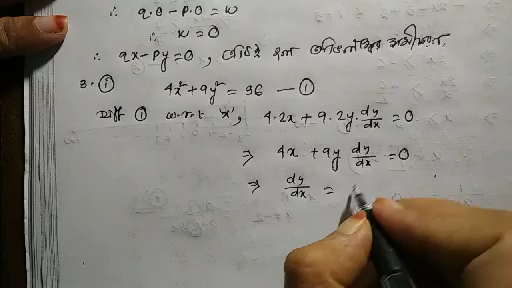 ∴ q.0 - p.0 = w
∴ w = 0
∴ qx - py = 0, এটাই হল অভিলম্বের সমীকরণ.
3. ⓘ 4x² + 9y² = 36 — ①
Diff ① w.r.t 'x', 4.2x + 9.2y.dy/dx = 0
⇒ 4x + 9y dy/dx = 0
⇒ dy/dx =